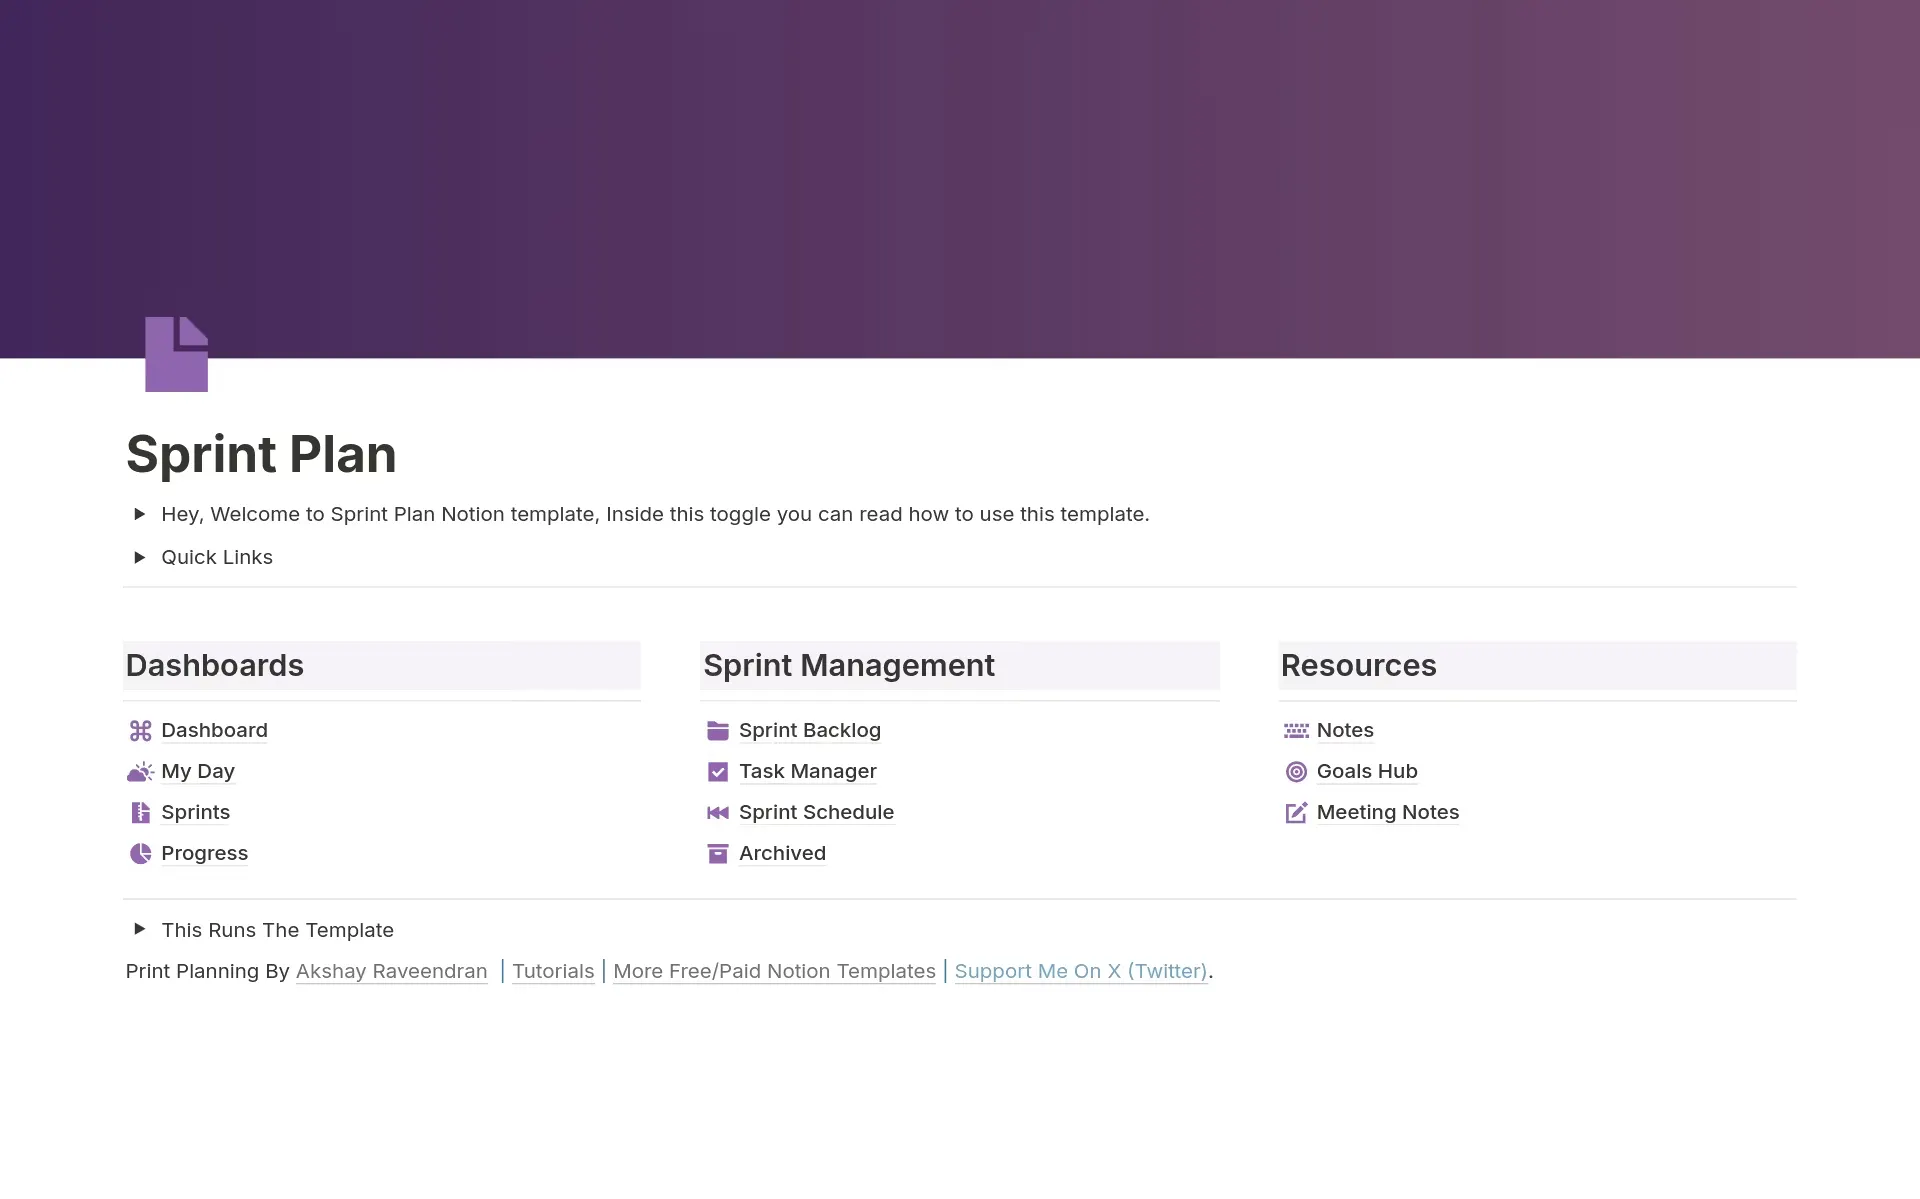 Sprint Plan
Hey, Welcome to Sprint Plan Notion template, Inside this toggle you can read how to use this template.
Quick Links
Dashboards
Dashboard
My Day
Sprints
Progress
Sprint Management
Sprint Backlog
Task Manager
Sprint Schedule
Archived
Resources
Notes
Goals Hub
Meeting Notes
This Runs The Template
Print Planning By Akshay Raveendran | Tutorials | More Free/Paid Notion Templates | Support Me On X (Twitter).